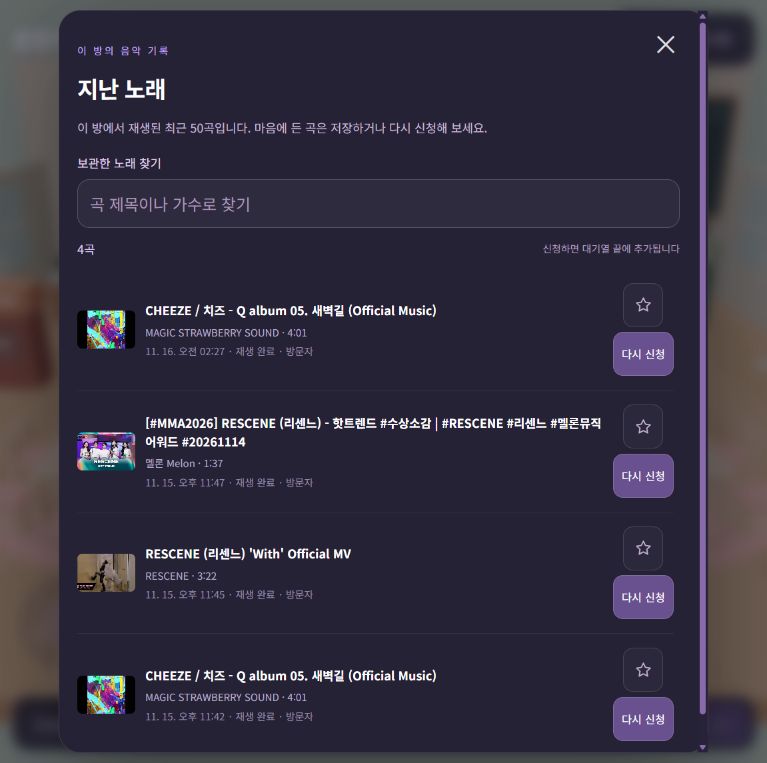 이 방의 음악 기록
지난 노래
이 방에서 재생된 최근 50곡입니다. 마음에 든 곡은 저장하거나 다시 신청해 보세요.
보관한 노래 찾기
곡 제목이나 가수로 찾기
4곡
신청하면 대기열 끝에 추가됩니다
CHEEZE / 치즈 - Q album 05. 새벽길 (Official Music)
MAGIC STRAWBERRY SOUND · 4:01
11. 16. 오전 02:27 · 재생 완료 · 방문자
다시 신청
[#MMA2026] RESCENE (리센느) - 핫트렌드 #수상소감 | #RESCENE #리센느 #멜론뮤직
어워드 #20261114
멜론 Melon · 1:37
11. 15. 오후 11:47 · 재생 완료 · 방문자
RESCENE
다시 신청
RESCENE (리센느) 'With' Official MV
RESCENE · 3:22
11. 15. 오후 11:45 · 재생 완료 · 방문자
다시 신청
CHEEZE / 치즈 - Q album 05. 새벽길 (Official Music)
MAGIC STRAWBERRY SOUND · 4:01
11. 15. 오후 11:42 · 재생 완료 · 방문자
다시 신청